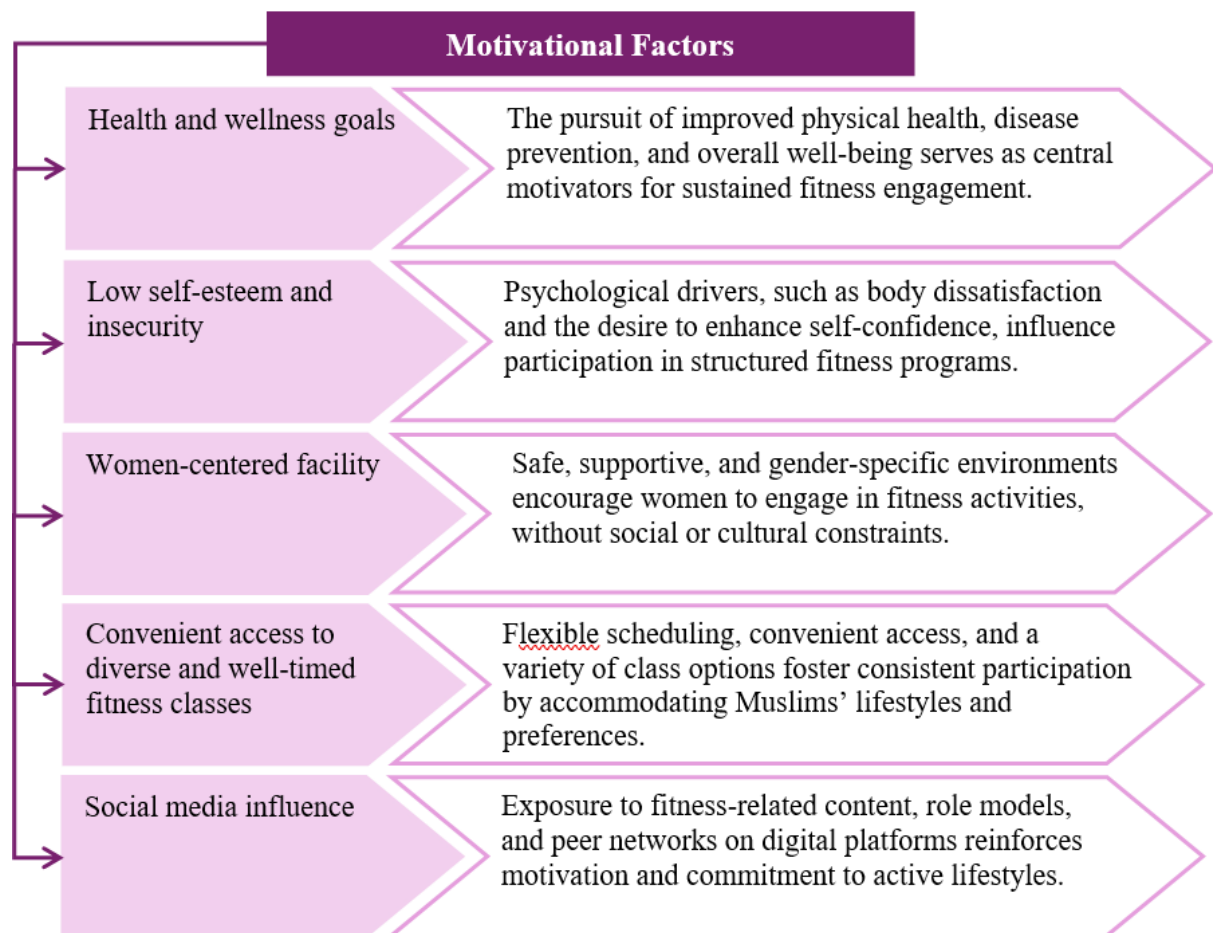 Motivational Factors
Health and wellness goals
The pursuit of improved physical health, disease
prevention, and overall well-being serves as central
motivators for sustained fitness engagement.
Low self-esteem and
insecurity
Psychological drivers, such as body dissatisfaction
and the desire to enhance self-confidence, influence
participation in structured fitness programs.
Women-centered facility
Safe, supportive, and gender-specific environments
encourage women to engage in fitness activities,
without social or cultural constraints.
Convenient access to
diverse and well-timed
fitness classes
Flexible scheduling, convenient access, and a
variety of class options foster consistent participation
by accommodating Muslims’ lifestyles and
preferences.
Social media influence
Exposure to fitness-related content, role models,
and peer networks on digital platforms reinforces
motivation and commitment to active lifestyles.